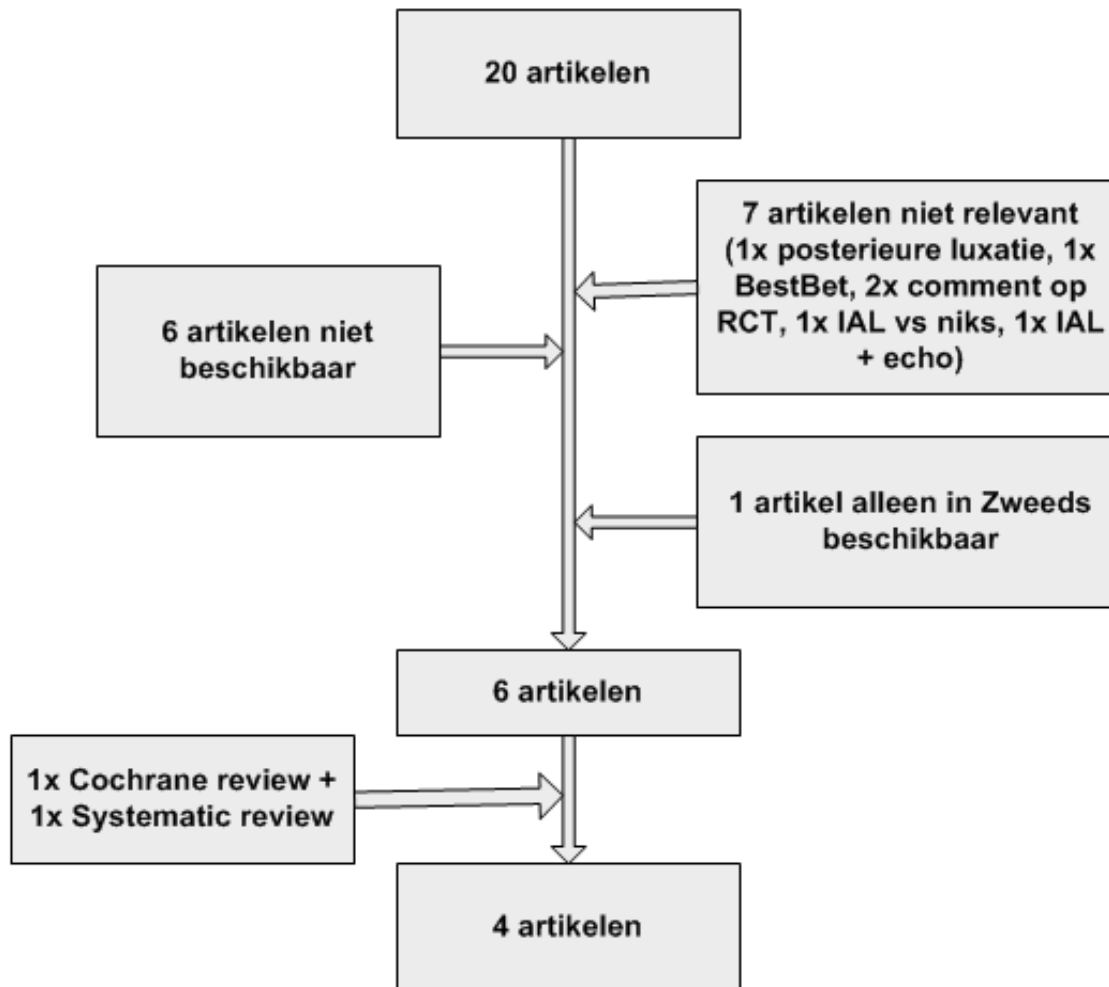 20 artikelen
7 artikelen niet relevant
(1x posterieure luxatie, 1x
BestBet, 2x comment op
RCT, 1x IAL vs niks, 1x IAL
+ echo)
6 artikelen niet
beschikbaar
1 artikel alleen in Zweeds
beschikbaar
6 artikelen
1x Cochrane review +
1x Systematic review
4 artikelen